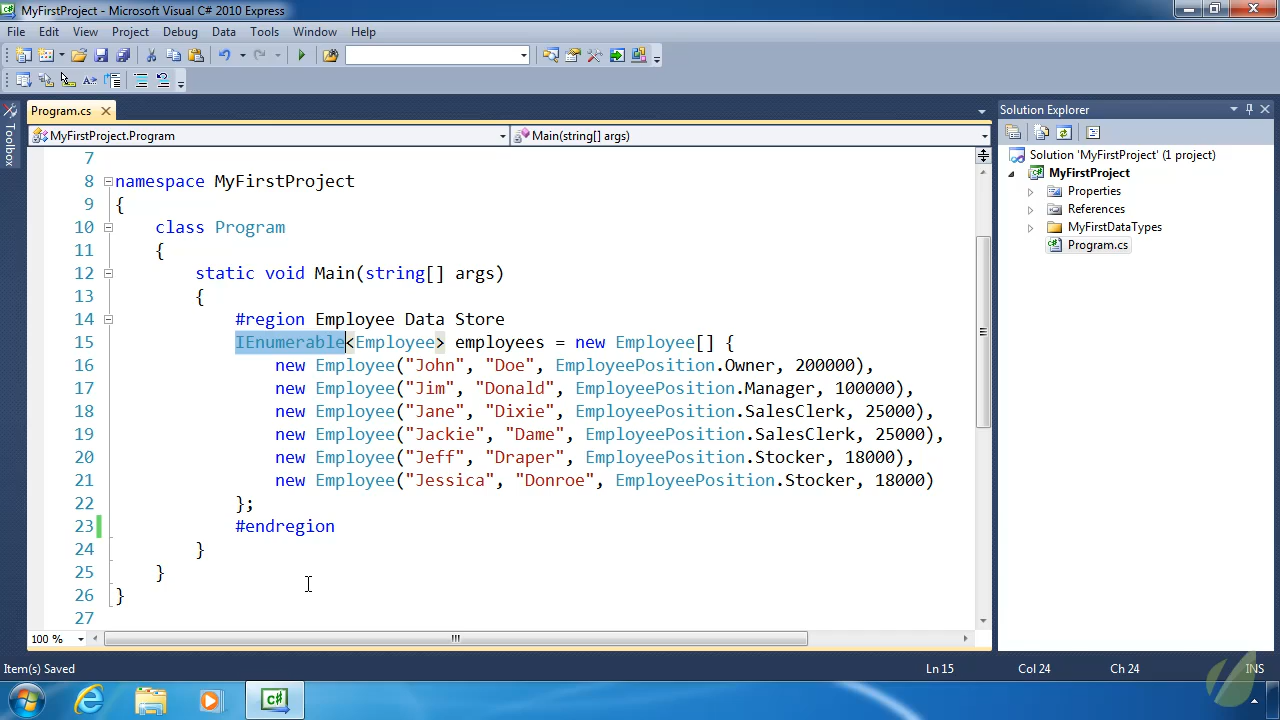 MyFirstProject - Microsoft Visual C# 2010 Express
File Edit View Project Debug Data Tools Window Help
Program.cs
Solution Explorer
MyFirstProject.Program
Main(string[] args)
Toolbox
Solution 'MyFirstProject' (1 project)
MyFirstProject
Properties
References
MyFirstDataTypes
Program.cs
7
8 namespace MyFirstProject
9 {
10 class Program
11 {
12 static void Main(string[] args)
13 {
14 #region Employee Data Store
15 IEnumerable<Employee> employees = new Employee[] {
16 new Employee("John", "Doe", EmployeePosition.Owner, 200000),
17 new Employee("Jim", "Donald", EmployeePosition.Manager, 100000),
18 new Employee("Jane", "Dixie", EmployeePosition.SalesClerk, 25000),
19 new Employee("Jackie", "Dame", EmployeePosition.SalesClerk, 25000),
20 new Employee("Jeff", "Draper", EmployeePosition.Stocker, 18000),
21 new Employee("Jessica", "Donroe", EmployeePosition.Stocker, 18000)
22 };
23 #endregion
24 }
25 }
26 }
27
100 %
Item(s) Saved
Ln 15 Col 24 Ch 24 INS
C#